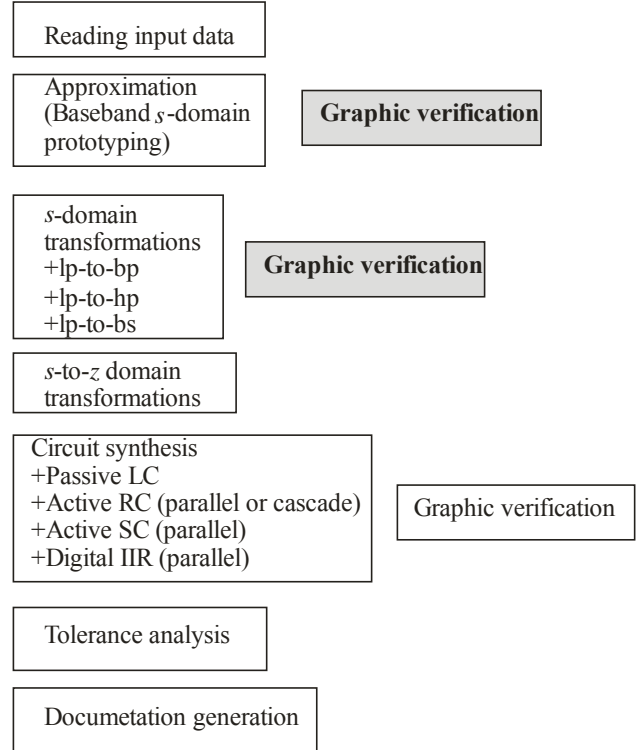 Reading input data
Approximation
(Baseband s-domain
prototyping)
Graphic verification
s-domain
transformations
+lp-to-bp
+lp-to-hp
+lp-to-bs
Graphic verification
s-to-z domain
transformations
Circuit synthesis
+Passive LC
+Active RC (parallel or cascade)
+Active SC (parallel)
+Digital IIR (parallel)
Graphic verification
Tolerance analysis
Documetation generation